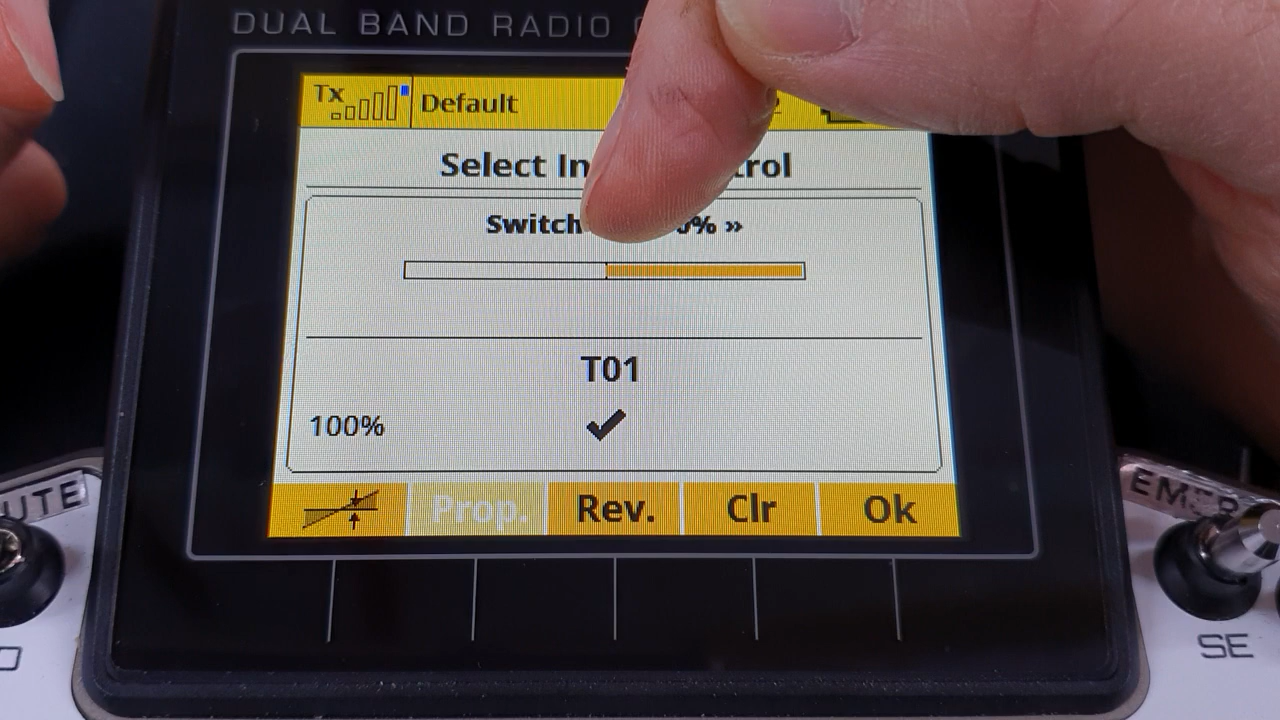 DUAL BAND RADIO
Tx Default
Select In trol
Switch % »
T01
100%
Prop. Rev. Clr Ok
UTE
EMER
SE